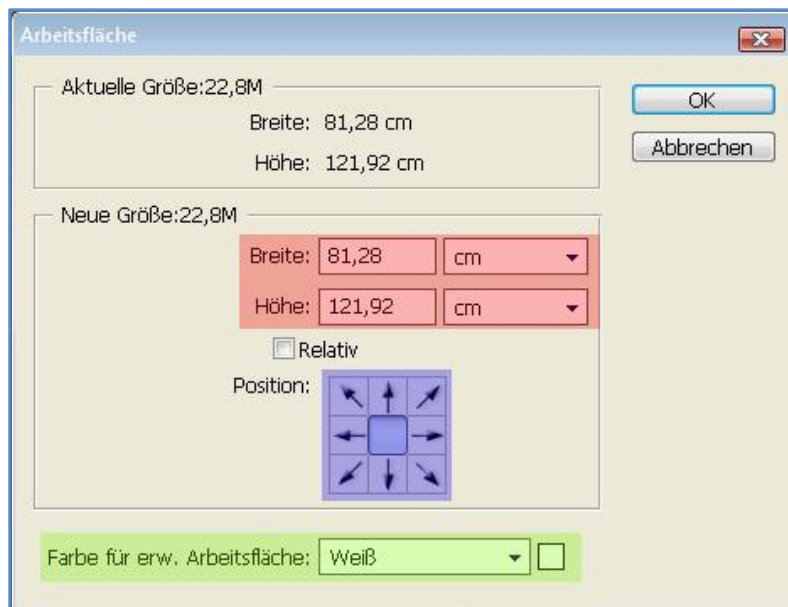 Arbeitsfläche
Aktuelle Größe:22,8M
Breite: 81,28 cm
Höhe: 121,92 cm
OK
Abbrechen
Neue Größe:22,8M
Breite: 81,28 cm
Höhe: 121,92 cm
Relativ
Position:
Farbe für erw. Arbeitsfläche: Weiß